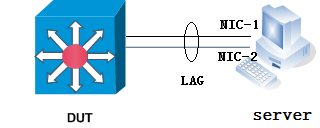 NIC-1
NIC-2
LAG
DUT
server